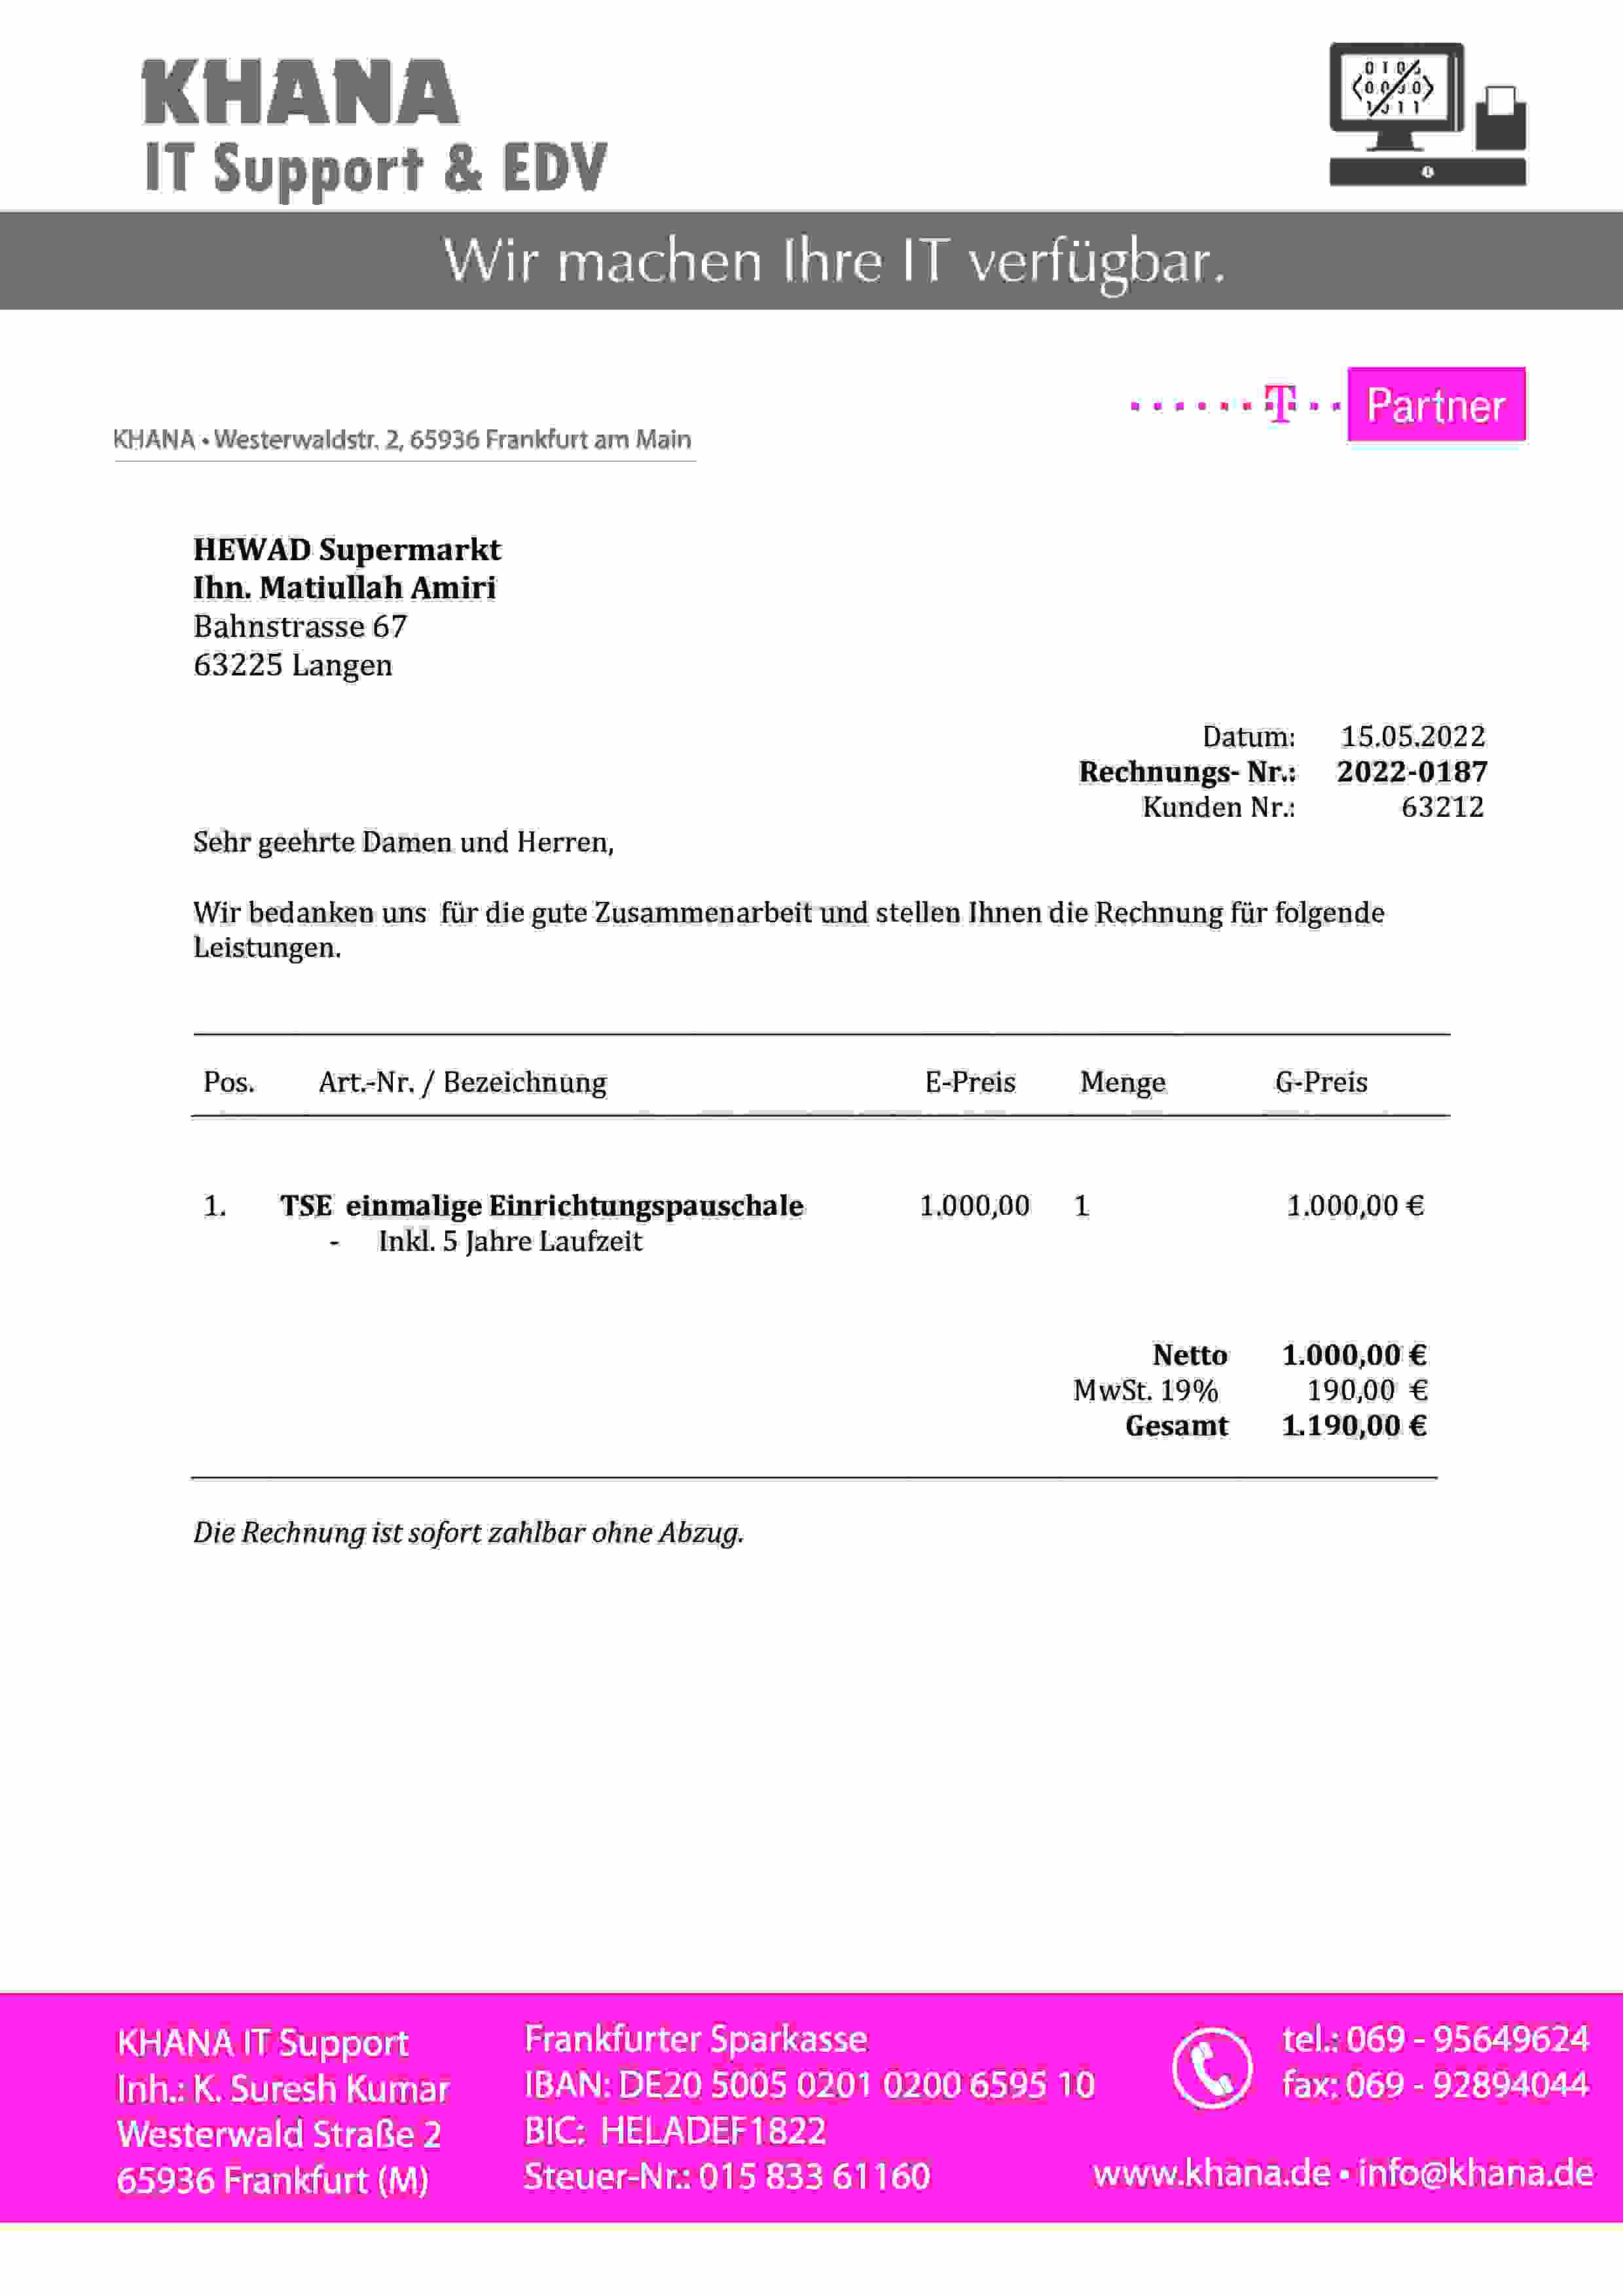 KHANA
IT Support & EDV
Wir machen Ihre IT verfügbar.
T Partner
KHANA • Westerwaldstr. 2, 65936 Frankfurt am Main
HEWAD Supermarkt
Ihn. Matiullah Amiri
Bahnstrasse 67
63225 Langen
Datum: 15.05.2022
Rechnungs- Nr.: 2022-0187
Kunden Nr.: 63212
Sehr geehrte Damen und Herren,
Wir bedanken uns für die gute Zusammenarbeit und stellen Ihnen die Rechnung für folgende
Leistungen.
Pos. Art.-Nr. / Bezeichnung E-Preis Menge G-Preis
1. TSE einmalige Einrichtungspauschale 1.000,00 1 1.000,00 €
- Inkl. 5 Jahre Laufzeit
Netto 1.000,00 €
MwSt. 19% 190,00 €
Gesamt 1.190,00 €
Die Rechnung ist sofort zahlbar ohne Abzug.
KHANA IT Support
Inh.: K. Suresh Kumar
Westerwald Straße 2
65936 Frankfurt (M)
Frankfurter Sparkasse
IBAN: DE20 5005 0201 0200 6595 10
BIC: HELADEF1822
Steuer-Nr.: 015 833 61160
tel.: 069 - 95649624
fax: 069 - 92894044
www.khana.de • info@khana.de